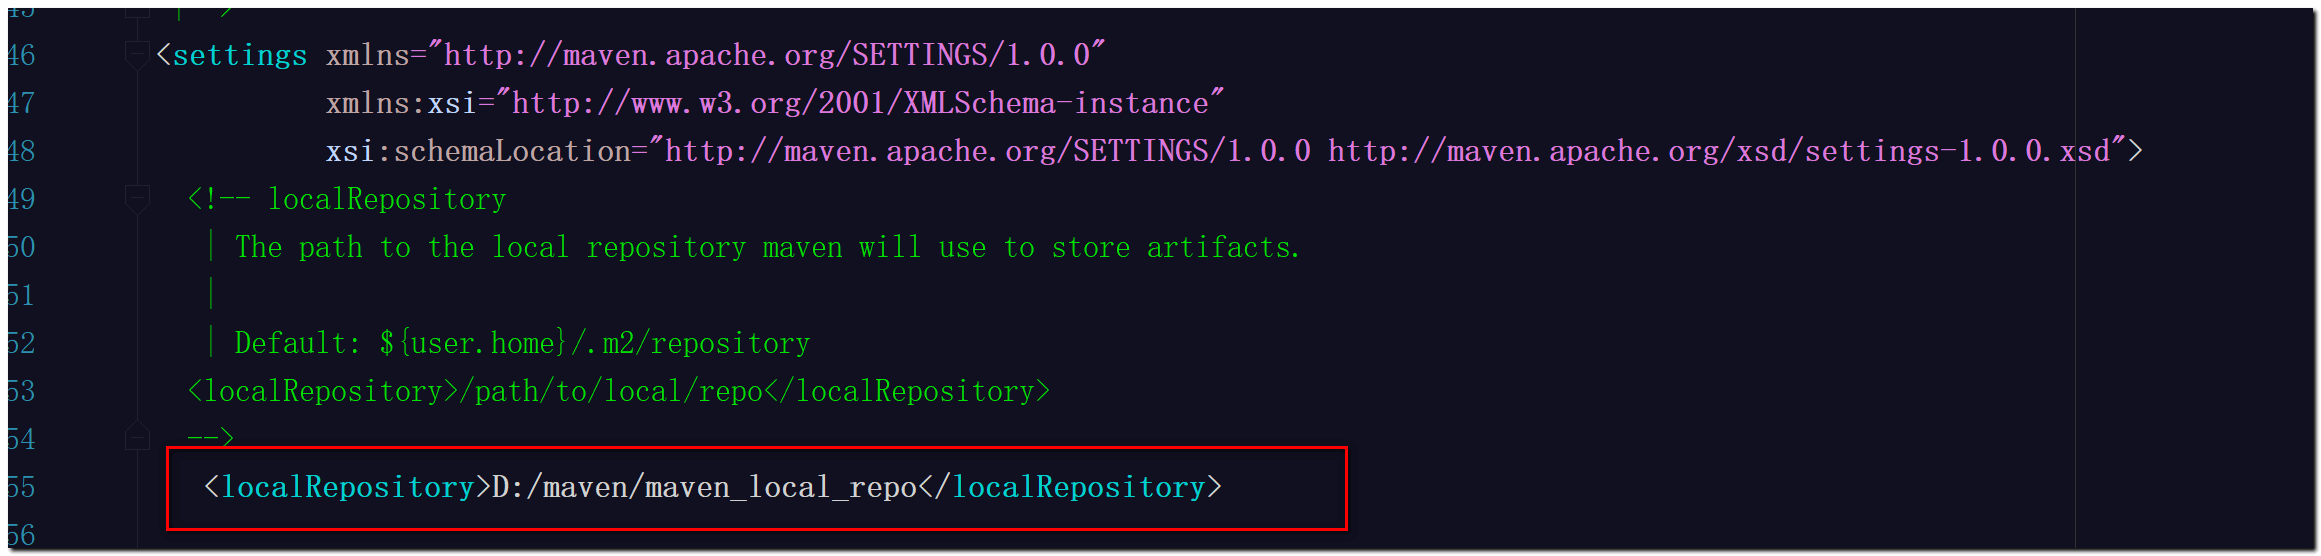 45 | >
46 <settings xmlns="http://maven.apache.org/SETTINGS/1.0.0"
47 xmlns:xsi="http://www.w3.org/2001/XMLSchema-instance"
48 xsi:schemaLocation="http://maven.apache.org/SETTINGS/1.0.0 http://maven.apache.org/xsd/settings-1.0.0.xsd">
49 <!-- localRepository
50 | The path to the local repository maven will use to store artifacts.
51 |
52 | Default: ${user.home}/.m2/repository
53 <localRepository>/path/to/local/repo</localRepository>
54 -->
55 <localRepository>D:/maven/maven_local_repo</localRepository>
56